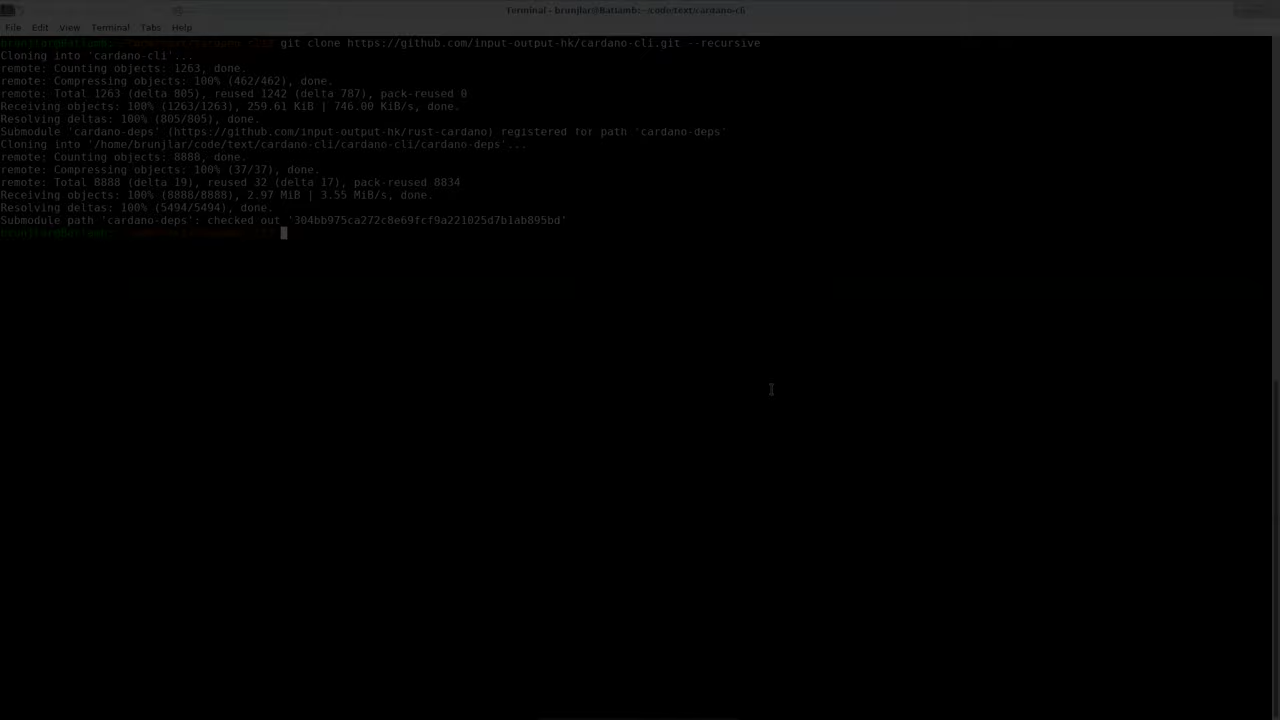 Terminal - brunjlar@Batiamb: ~/code/text/cardano-cli
File Edit View Terminal Tabs Help
git clone https://github.com/input-output-hk/cardano-cli.git --recursive
Cloning into 'cardano-cli'...
remote: Counting objects: 1263, done.
remote: Compressing objects: 100% (462/462), done.
remote: Total 1263 (delta 805), reused 1242 (delta 787), pack-reused 0
Receiving objects: 100% (1263/1263), 259.61 KiB | 746.00 KiB/s, done.
Resolving deltas: 100% (805/805), done.
Submodule 'cardano-deps' (https://github.com/input-output-hk/rust-cardano) registered for path 'cardano-deps'
Cloning into '/home/brunjlar/code/text/cardano-cli/cardano-cli/cardano-deps'...
remote: Counting objects: 8888, done.
remote: Compressing objects: 100% (37/37), done.
remote: Total 8888 (delta 19), reused 32 (delta 17), pack-reused 8834
Receiving objects: 100% (8888/8888), 2.97 MiB | 3.55 MiB/s, done.
Resolving deltas: 100% (5494/5494), done.
Submodule path 'cardano-deps': checked out '304bb975ca272c8e69fcf9a221025d7b1ab895bd'